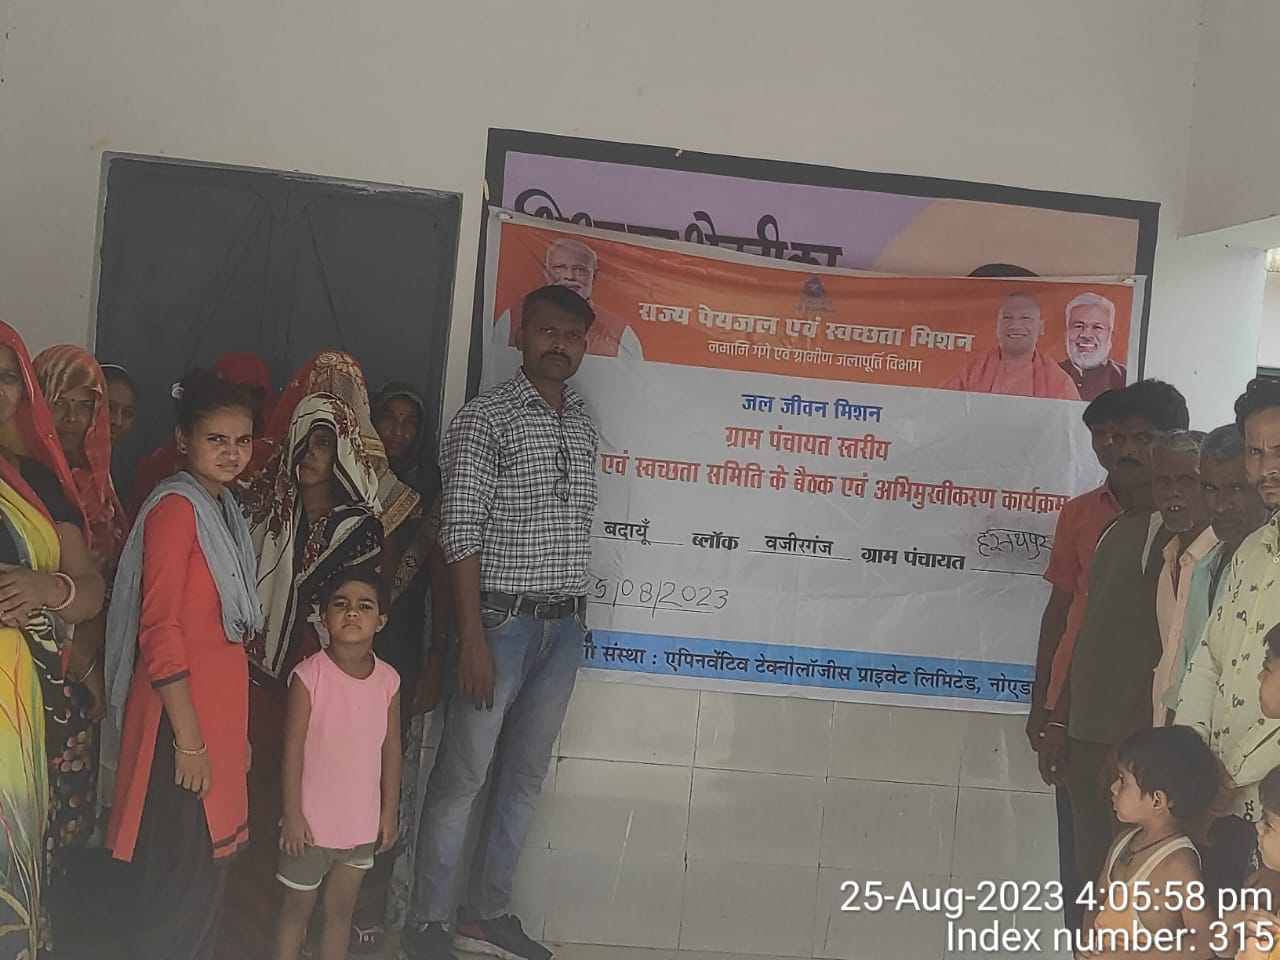 का
राज्य पेयजल एवं स्वच्छता मिशन
नमामि गंगे एवं ग्रामीण जलापूर्ति विभाग
जल जीवन मिशन
ग्राम पंचायत स्तरीय
एवं स्वच्छता समिति के बैठक एवं अभिमुखीकरण कार्यक्रम
बदायूँ ब्लॉक वजीरगंज ग्राम पंचायत
5/08/2023
संस्था : एपिनवेंटिव टेक्नोलॉजीस प्राइवेट लिमिटेड, नोएडा
25-Aug-2023 4:05:58 pm
Index number: 315